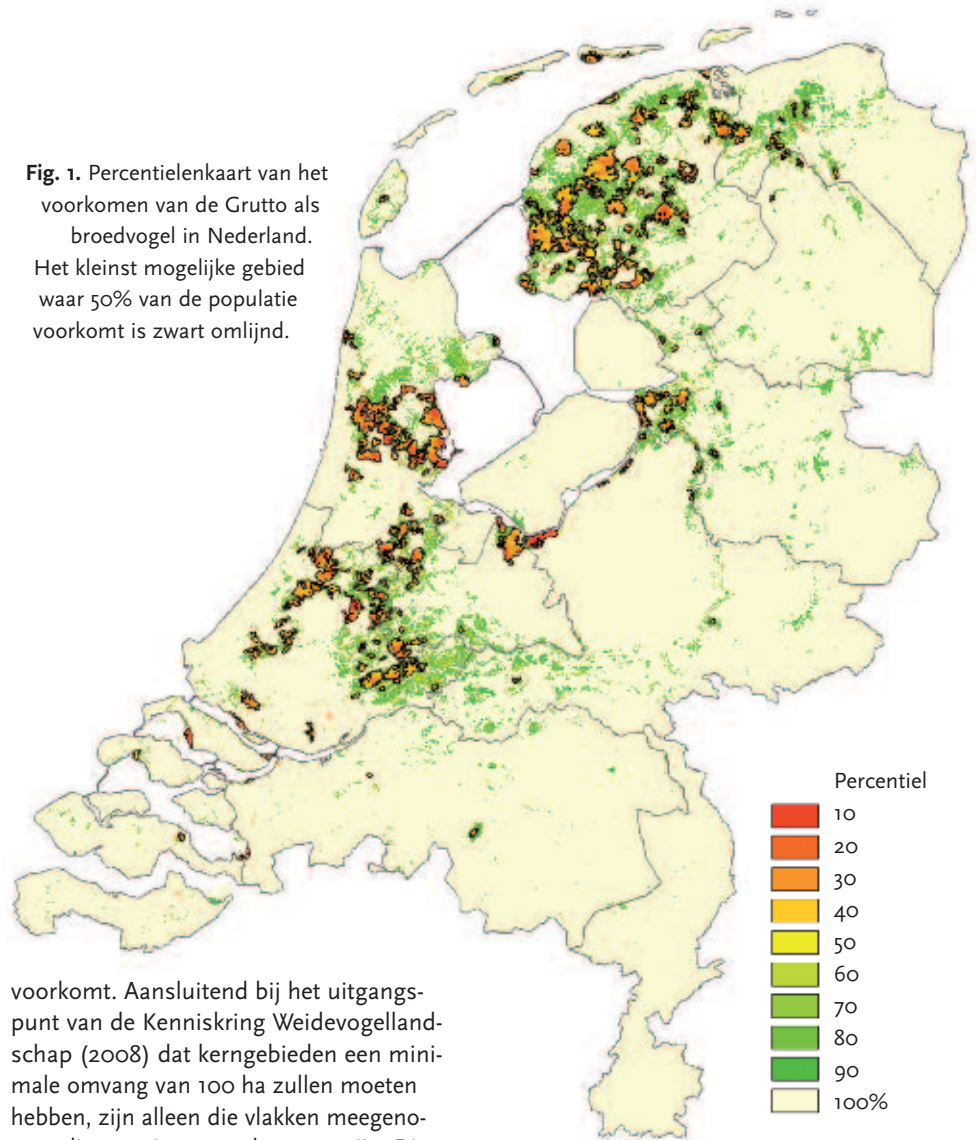 Fig. 1. Percentielenkaart van het
voorkomen van de Grutto als
broedvogel in Nederland.
Het kleinst mogelijke gebied
waar 50% van de populatie
voorkomt is zwart omlijnd.
Percentiel
10
20
30
40
50
60
70
80
90
100%
voorkomt. Aansluitend bij het uitgangs-
punt van de Kenniskring Weidevogelland-
schap (2008) dat kerngebieden een mini-
male omvang van 100 ha zullen moeten
hebben, zijn alleen die vlakken meegeno-